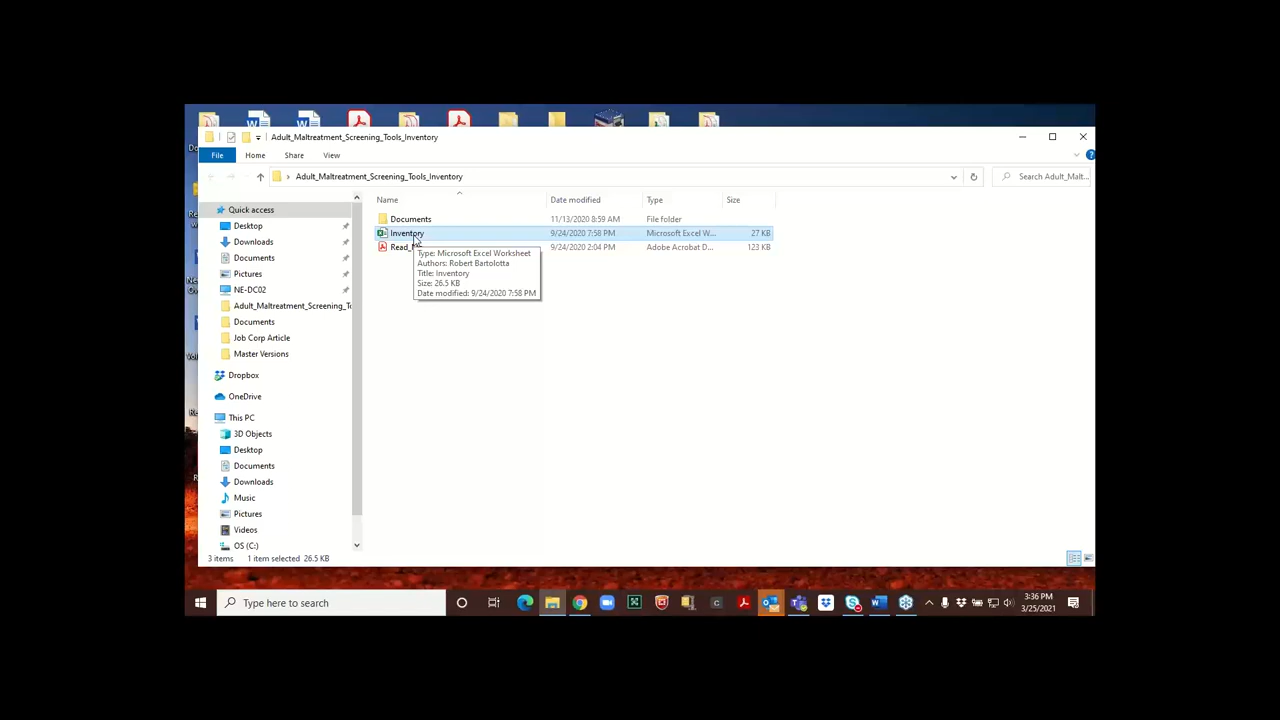 Adult_Maltreatment_Screening_Tools_Inventory
File Home Share View
Adult_Maltreatment_Screening_Tools_Inventory
Search Adult_Malt...
Name Date modified Type Size
Documents 11/13/2020 8:59 AM File folder
Inventory 9/24/2020 7:58 PM Microsoft Excel W... 27 KB
9/24/2020 2:04 PM Adobe Acrobat D... 123 KB
Type: Microsoft Excel Worksheet
Authors: Robert Bartolotta
Title: Inventory
Size: 26.5 KB
Date modified: 9/24/2020 7:58 PM
Quick access
Desktop
Downloads
Documents
Pictures
NE-DC02
Adult_Maltreatment_Screening_To
Documents
Job Corp Article
Master Versions
Dropbox
OneDrive
This PC
3D Objects
Desktop
Documents
Downloads
Music
Pictures
Videos
OS (C:)
3 items 1 item selected 26.5 KB
Type here to search
3:36 PM
3/25/2021